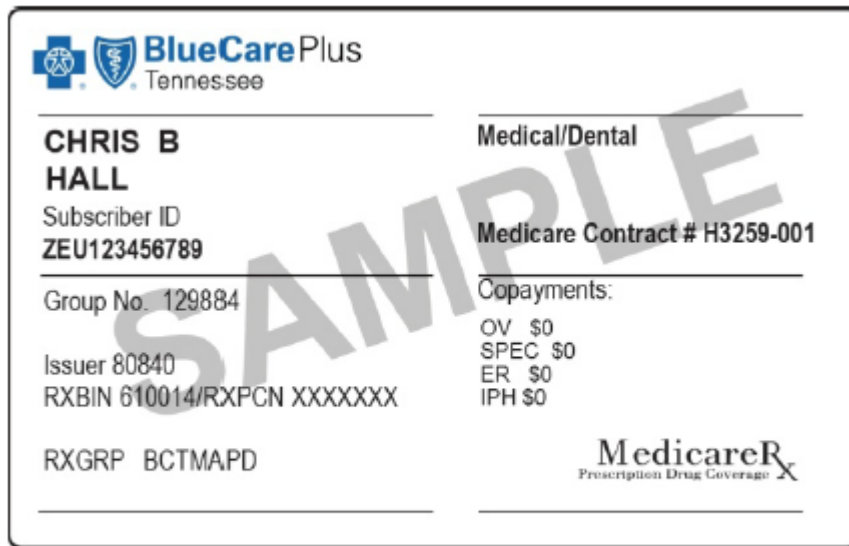 BlueCare Plus
Tennessee
CHRIS B
HALL
Subscriber ID
ZEU123456789
Group No. 129884
Issuer 80840
RXBIN 610014/RXPCN XXXXXXX
RXGRP BCTMAPD
Medical/Dental
Medicare Contract # H3259-001
Copayments:
OV $0
SPEC $0
ER $0
IPH $0
MedicareRx
Prescription Drug Coverage
SAMPLE